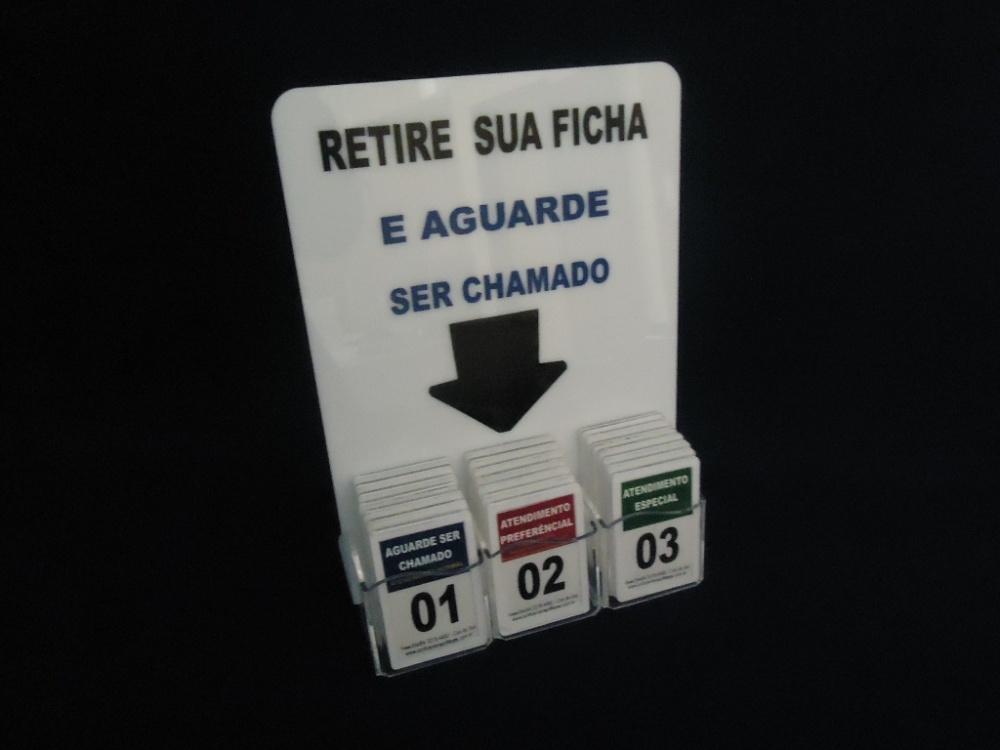 RETIRE SUA FICHA
E AGUARDE
SER CHAMADO
AGUARDE SER
CHAMADO
01
ATENDIMENTO
PREFERÊNCIAL
02
ATENDIMENTO
ESPECIAL
03